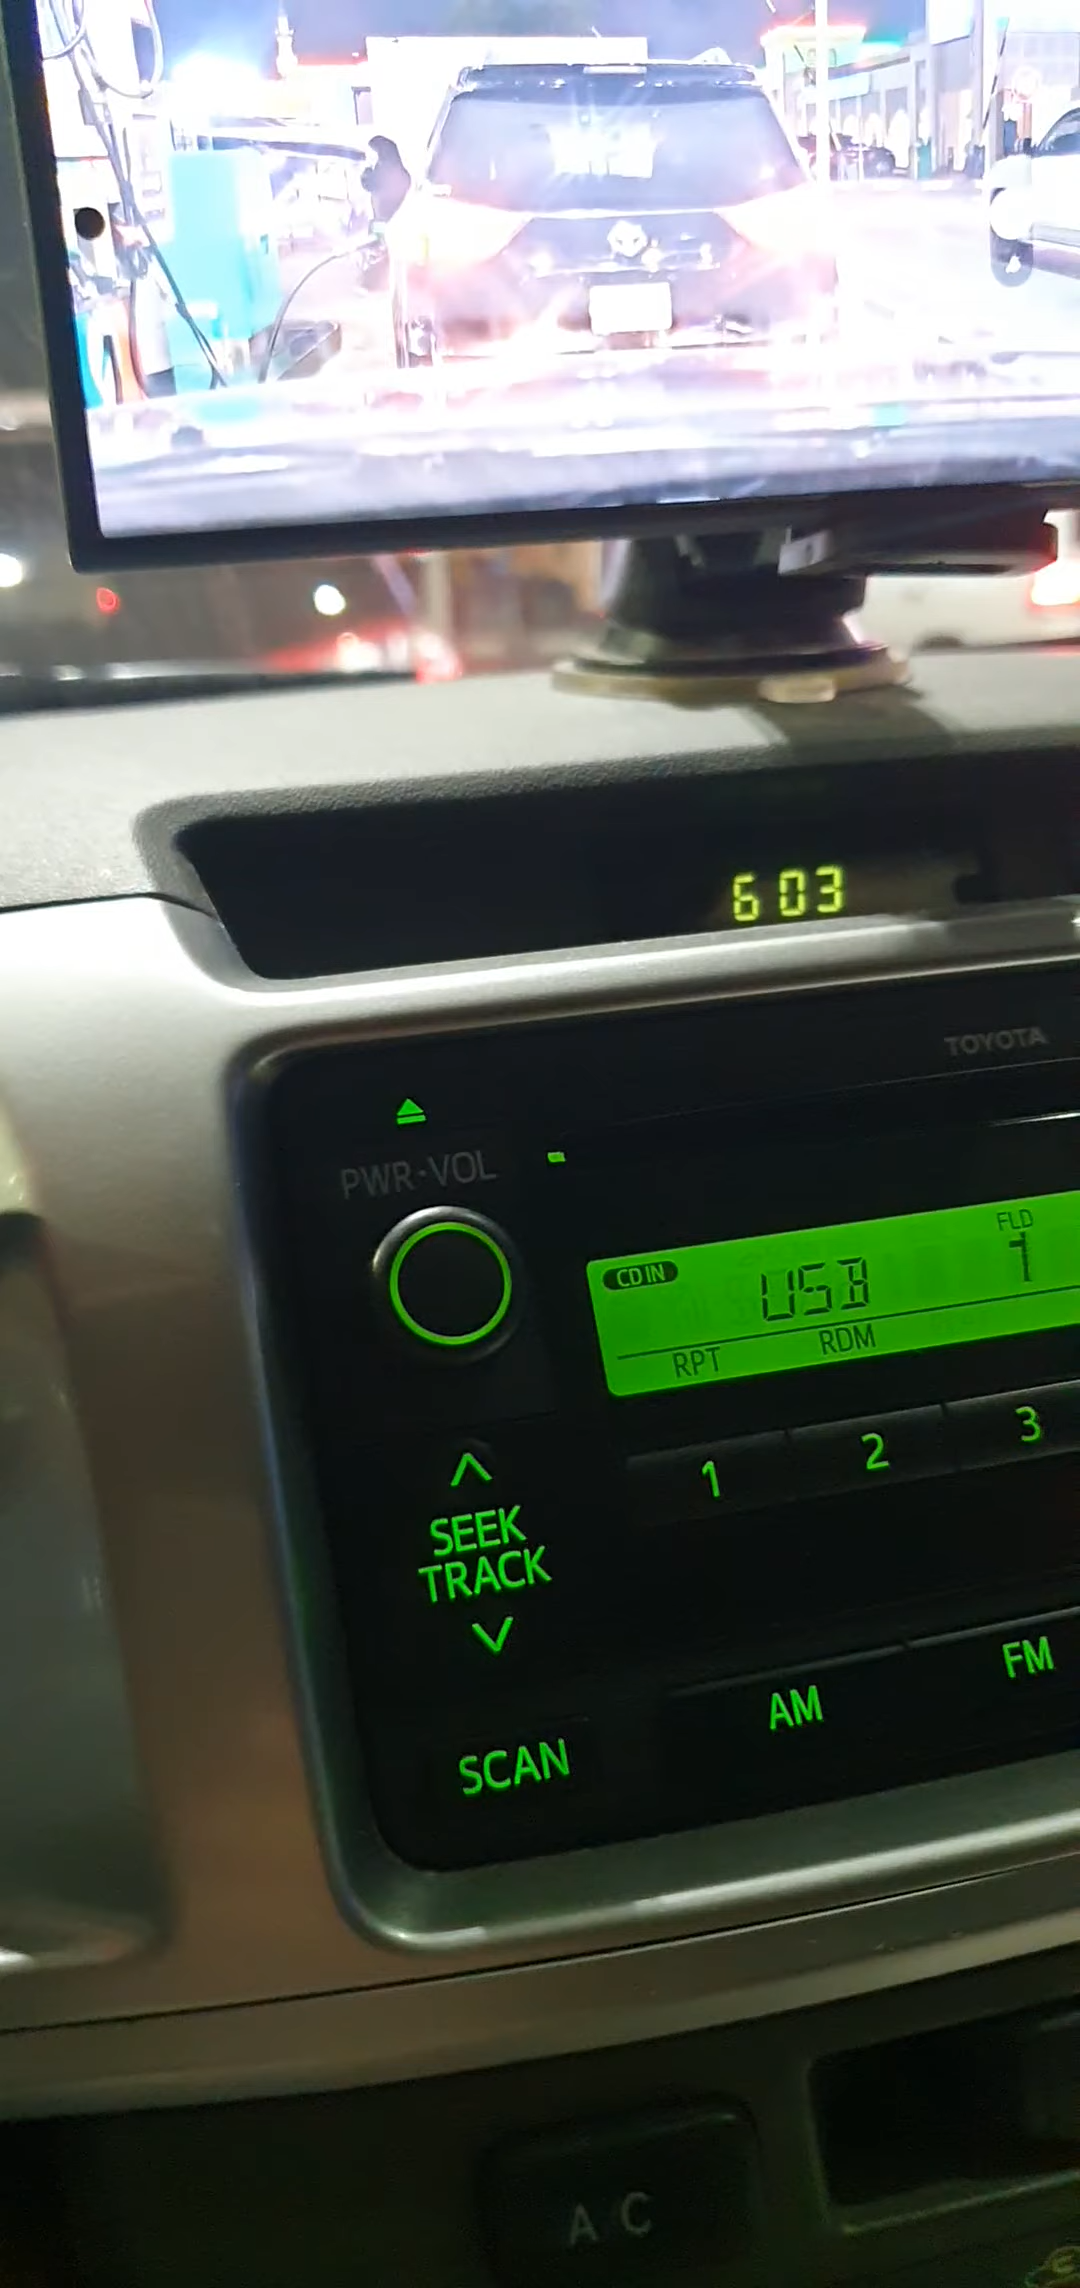 6 03
TOYOTA
PWR·VOL
FLD
CD IN USB 1
RPT RDM
1 2 3
SEEK
TRACK
AM FM
SCAN
A/C